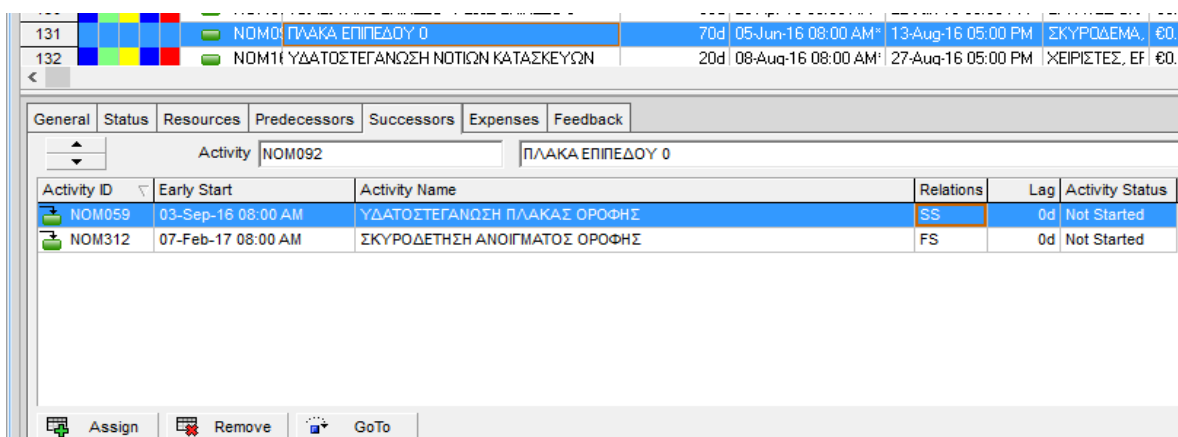 131 NOM09 ΠΛΑΚΑ ΕΠΙΠΕΔΟΥ 0 70d 05-Jun-16 08:00 AM* 13-Aug-16 05:00 PM ΣΚΥΡΟΔΕΜΑ, €0.
132 NOM1 ΥΔΑΤΟΣΤΕΓΑΝΩΣΗ ΝΟΤΙΩΝ ΚΑΤΑΣΚΕΥΩΝ 20d 08-Aug-16 08:00 AM* 27-Aug-16 05:00 PM ΧΕΙΡΙΣΤΕΣ, ΕΡ €0.
General Status Resources Predecessors Successors Expenses Feedback
Activity NOM092 ΠΛΑΚΑ ΕΠΙΠΕΔΟΥ 0
Activity ID Early Start Activity Name Relations Lag Activity Status
NOM059 03-Sep-16 08:00 AM ΥΔΑΤΟΣΤΕΓΑΝΩΣΗ ΠΛΑΚΑΣ ΟΡΟΦΗΣ SS 0d Not Started
NOM312 07-Feb-17 08:00 AM ΣΚΥΡΟΔΕΤΗΣΗ ΑΝΟΙΓΜΑΤΟΣ ΟΡΟΦΗΣ FS 0d Not Started
Assign Remove GoTo